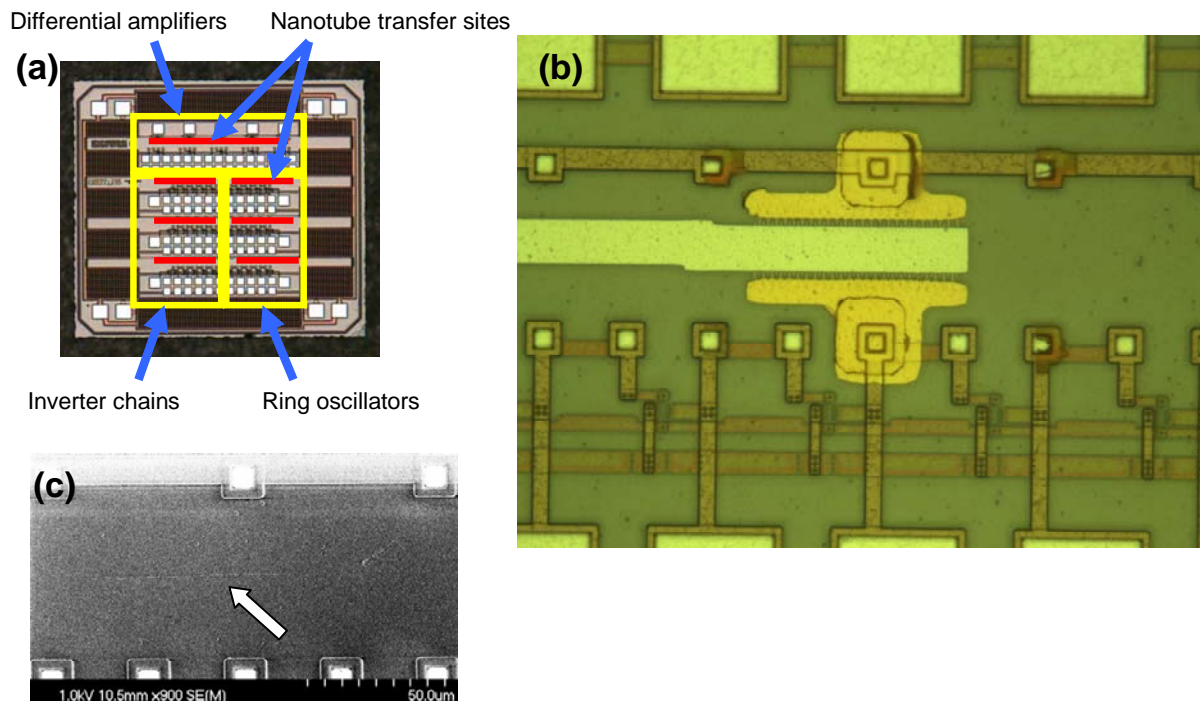 Differential amplifiers
Nanotube transfer sites
(a)
(b)
Inverter chains
Ring oscillators
(c)
1.0kV 10.5mm x900 SE(M)
50.0um